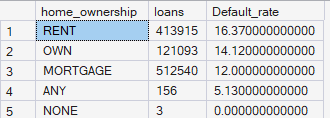 home_ownership loans Default_rate
1 RENT 413915 16.370000000000
2 OWN 121093 14.120000000000
3 MORTGAGE 512540 12.000000000000
4 ANY 156 5.130000000000
5 NONE 3 0.000000000000